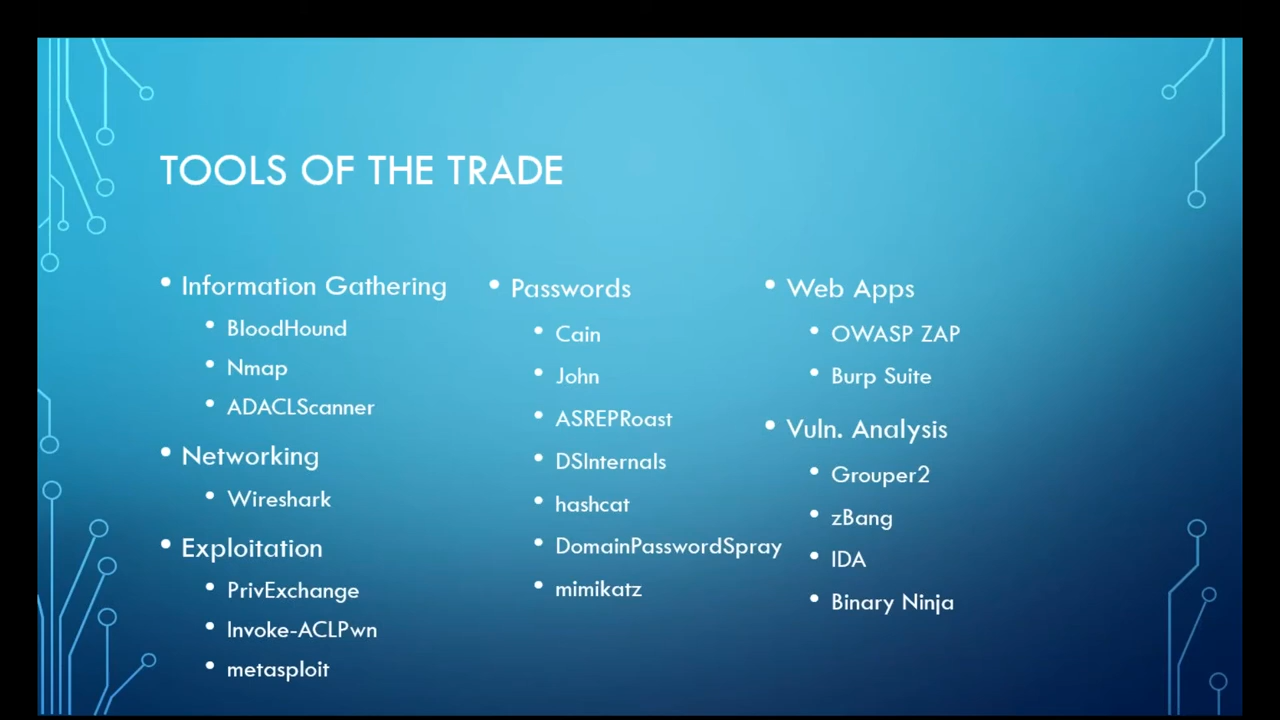 TOOLS OF THE TRADE
• Information Gathering
• BloodHound
• Nmap
• ADACLScanner
• Networking
• Wireshark
• Exploitation
• PrivExchange
• Invoke-ACLPwn
• metasploit
• Passwords
• Cain
• John
• ASREPRoast
• DSInternals
• hashcat
• DomainPasswordSpray
• mimikatz
• Web Apps
• OWASP ZAP
• Burp Suite
• Vuln. Analysis
• Grouper2
• zBang
• IDA
• Binary Ninja